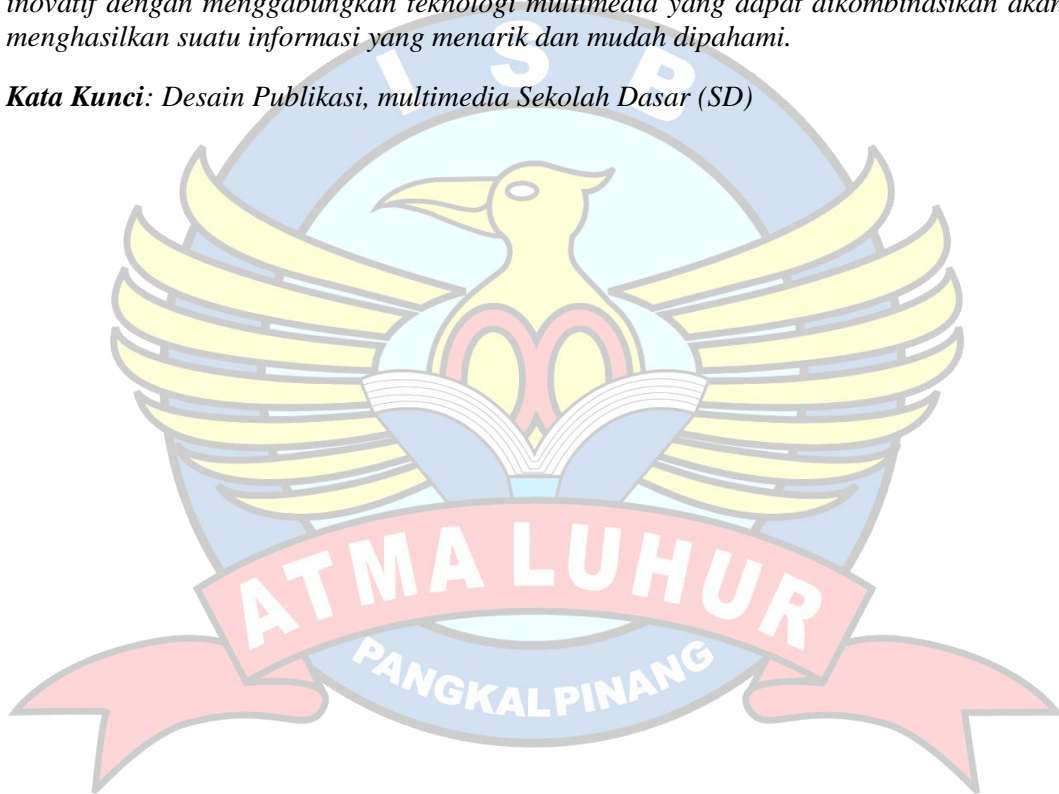 inovatif dengan menggabungkan teknologi multimedia yang dapat dikombinasikan akan
menghasilkan suatu informasi yang menarik dan mudah dipahami.
Kata Kunci: Desain Publikasi, multimedia Sekolah Dasar (SD)
I S B
ATMA LUHUR
PANGKALPINANG